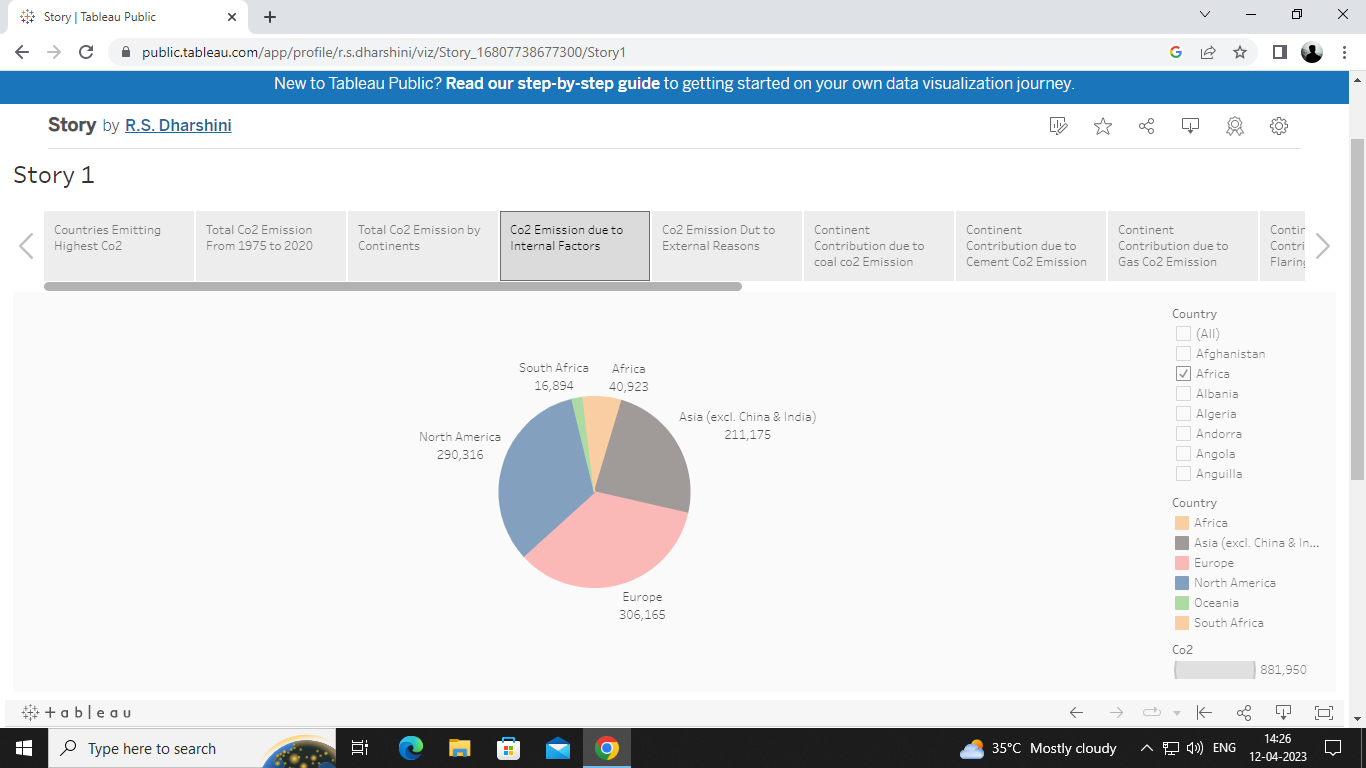 Story | Tableau Public
public.tableau.com/app/profile/r.s.dharshini/viz/Story_16807738677300/Story1
New to Tableau Public? Read our step-by-step guide to getting started on your own data visualization journey.
Story by R.S. Dharshini
Story 1
Countries Emitting
Highest Co2
Total Co2 Emission
From 1975 to 2020
Total Co2 Emission by
Continents
Co2 Emission due to
Internal Factors
Co2 Emission Dut to
External Reasons
Continent
Contribution due to
coal co2 Emission
Continent
Contribution due to
Cement Co2 Emission
Continent
Contribution due to
Gas Co2 Emission
Contin
Contri
Flaring
South Africa
16,894
Africa
40,923
Asia (excl. China & India)
211,175
North America
290,316
Europe
306,165
Country
(All)
Afghanistan
Africa
Albania
Algeria
Andorra
Angola
Anguilla
Country
Africa
Asia (excl. China & In...
Europe
North America
Oceania
South Africa
Co2
881,950
+ a b | e a u
Type here to search
35°C Mostly cloudy
ENG
14:26
12-04-2023